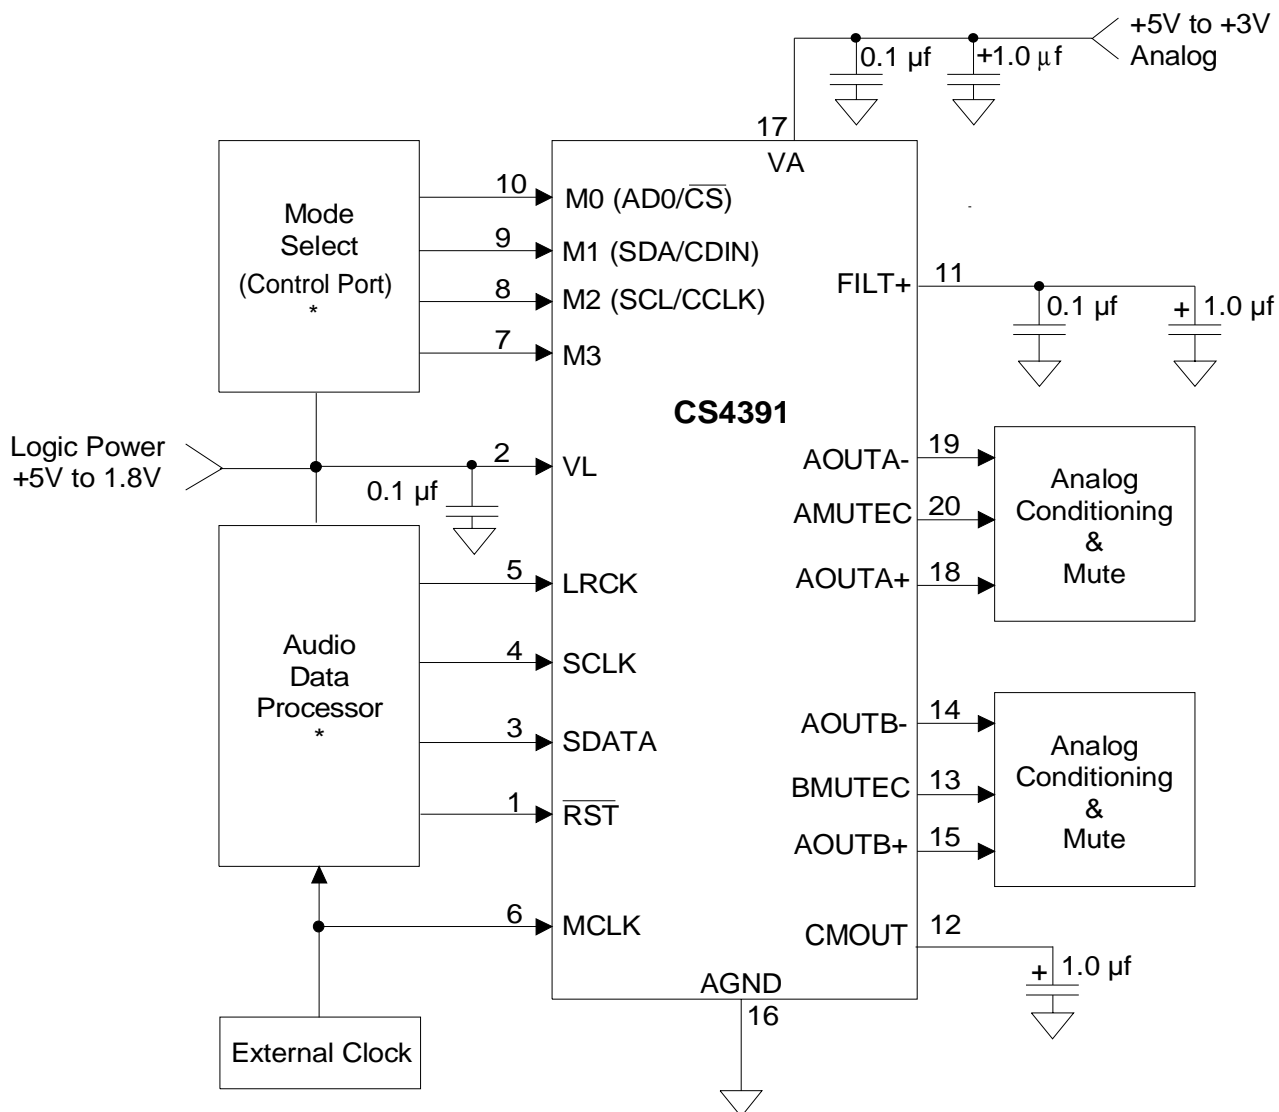 +5V to +3V
Analog
0.1 µf
+1.0 µf
17
VA
Mode
Select
(Control Port)
*
10
M0 (AD0/CS)
9
M1 (SDA/CDIN)
8
M2 (SCL/CCLK)
7
M3
FILT+
11
0.1 µf
+ 1.0 µf
CS4391
Logic Power
+5V to 1.8V
2
VL
0.1 µf
AOUTA-
19
AMUTEC
20
AOUTA+
18
Analog
Conditioning
&
Mute
Audio
Data
Processor
*
5
LRCK
4
SCLK
3
SDATA
1
RST
6
MCLK
AOUTB-
14
BMUTEC
13
AOUTB+
15
Analog
Conditioning
&
Mute
CMOUT
12
+ 1.0 µf
AGND
16
External Clock